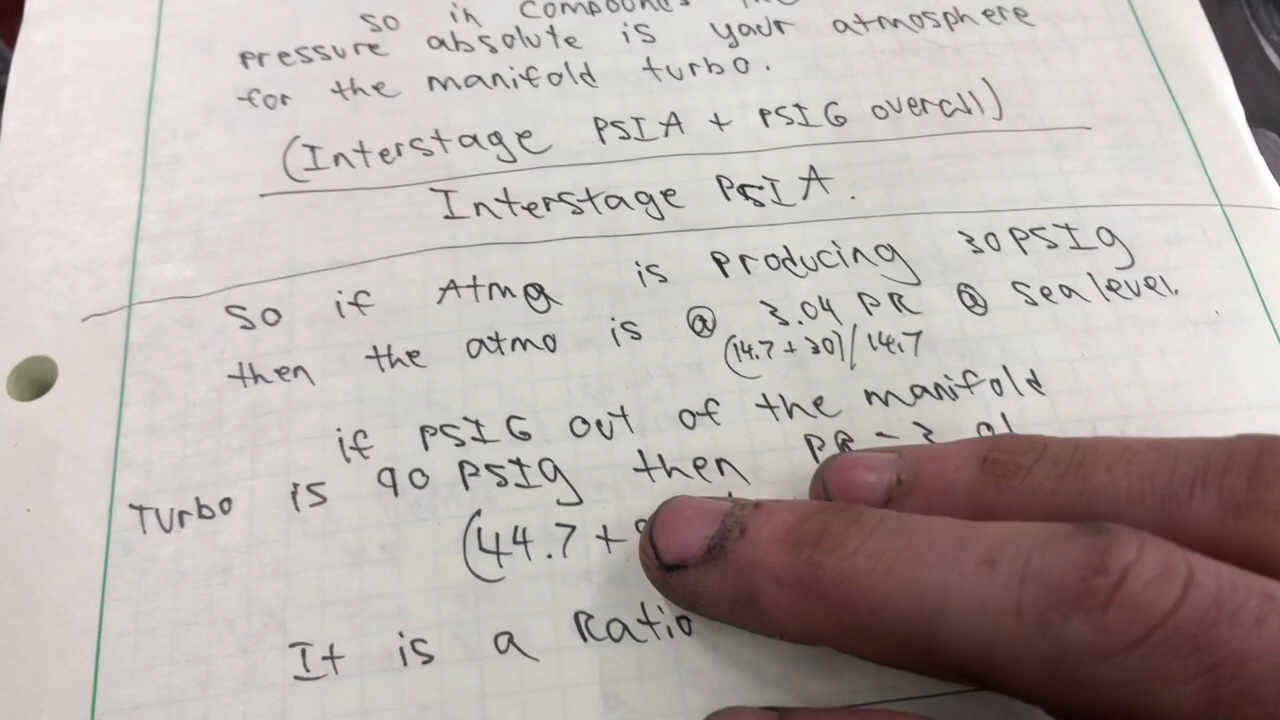 so in compounds
pressure absolute is your atmosphere
for the manifold turbo.
(Interstage PSIA + PSIG overall)
Interstage PSIA.
So if Atmo is producing 30PSIg
then the atmo is @ 3.04 PR @ sea level.
(14.7 + 30)/14.7
if PSIG out of the manifold
Turbo is 90 PSIg then PR
(44.7 +
It is a Ratio